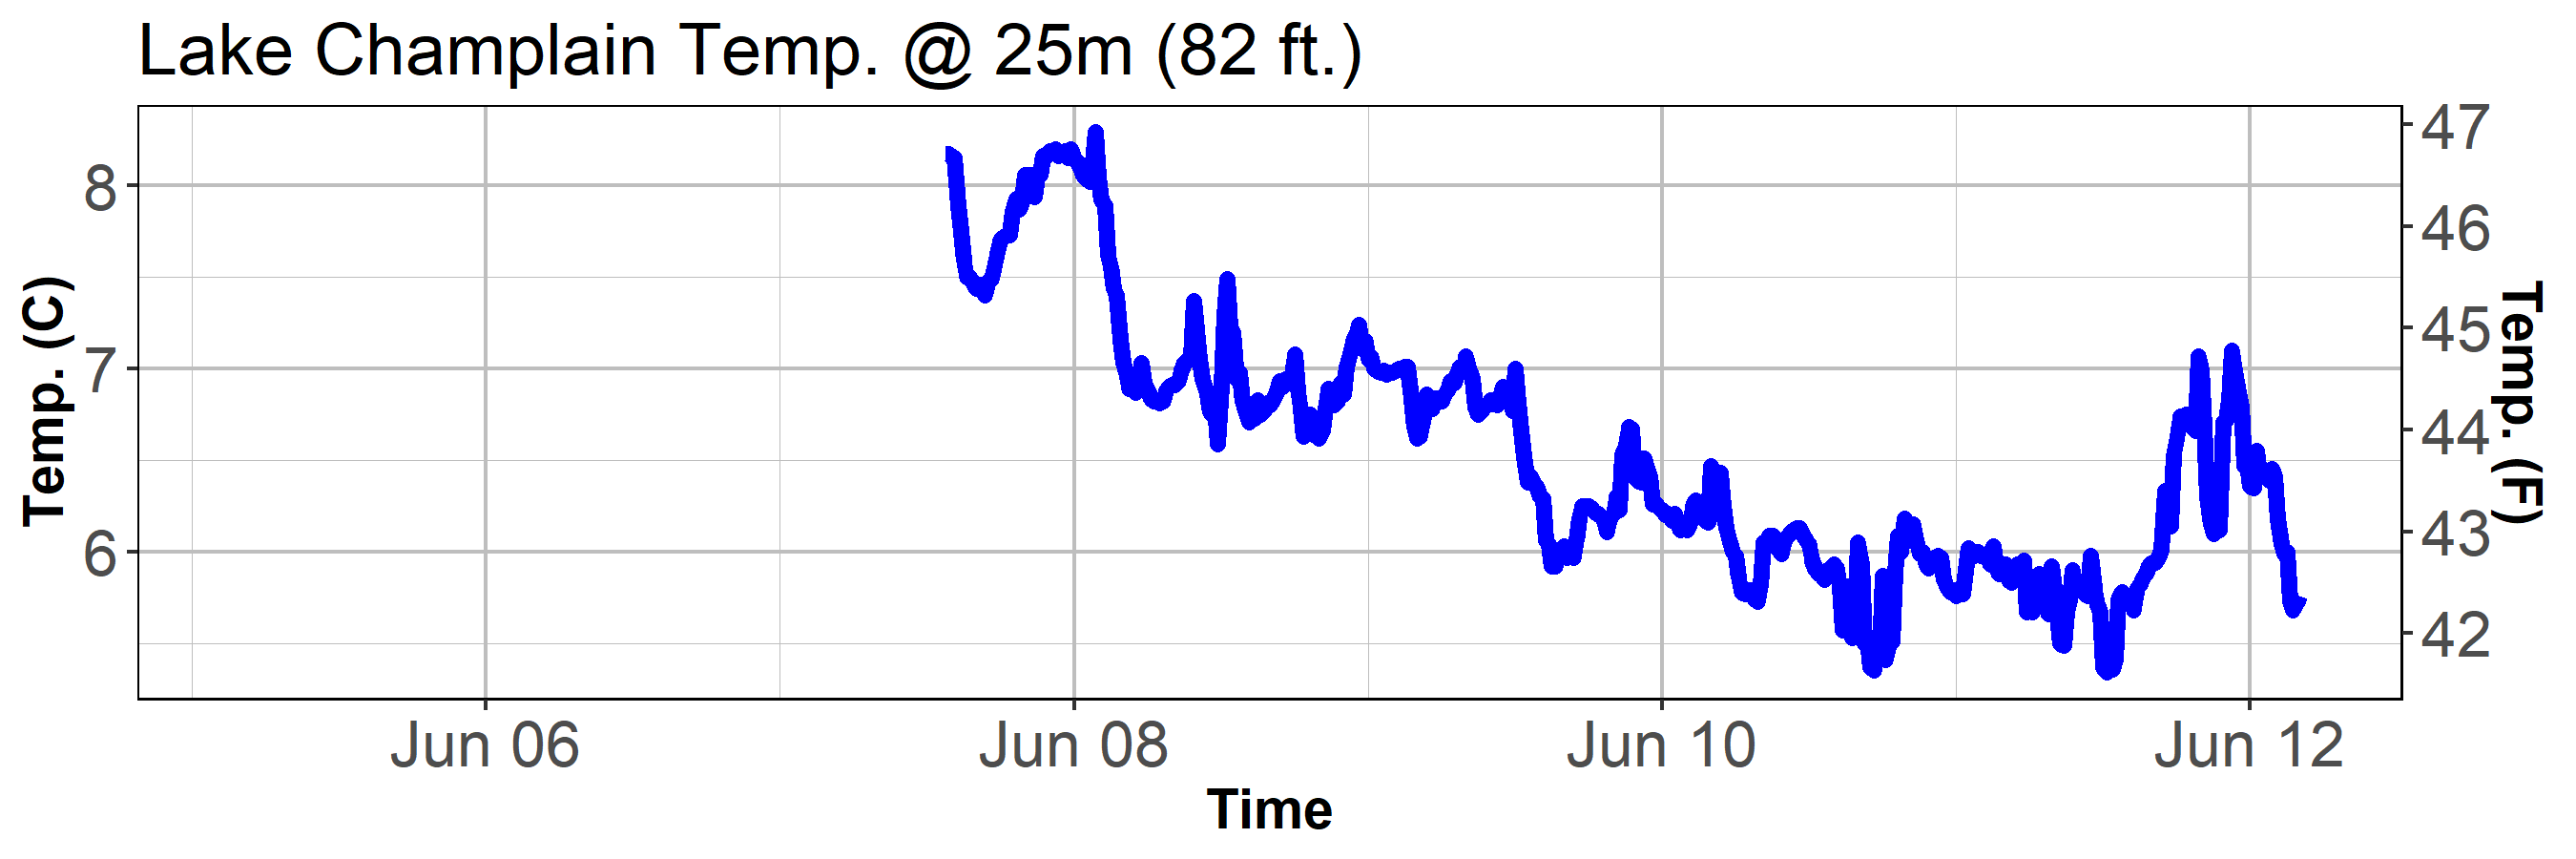 Lake Champlain Temp. @ 25m (82 ft.)
Temp. (C)
8
7
6
47
46
45
44
43
42
Temp. (F)
Jun 06
Jun 08
Jun 10
Jun 12
Time